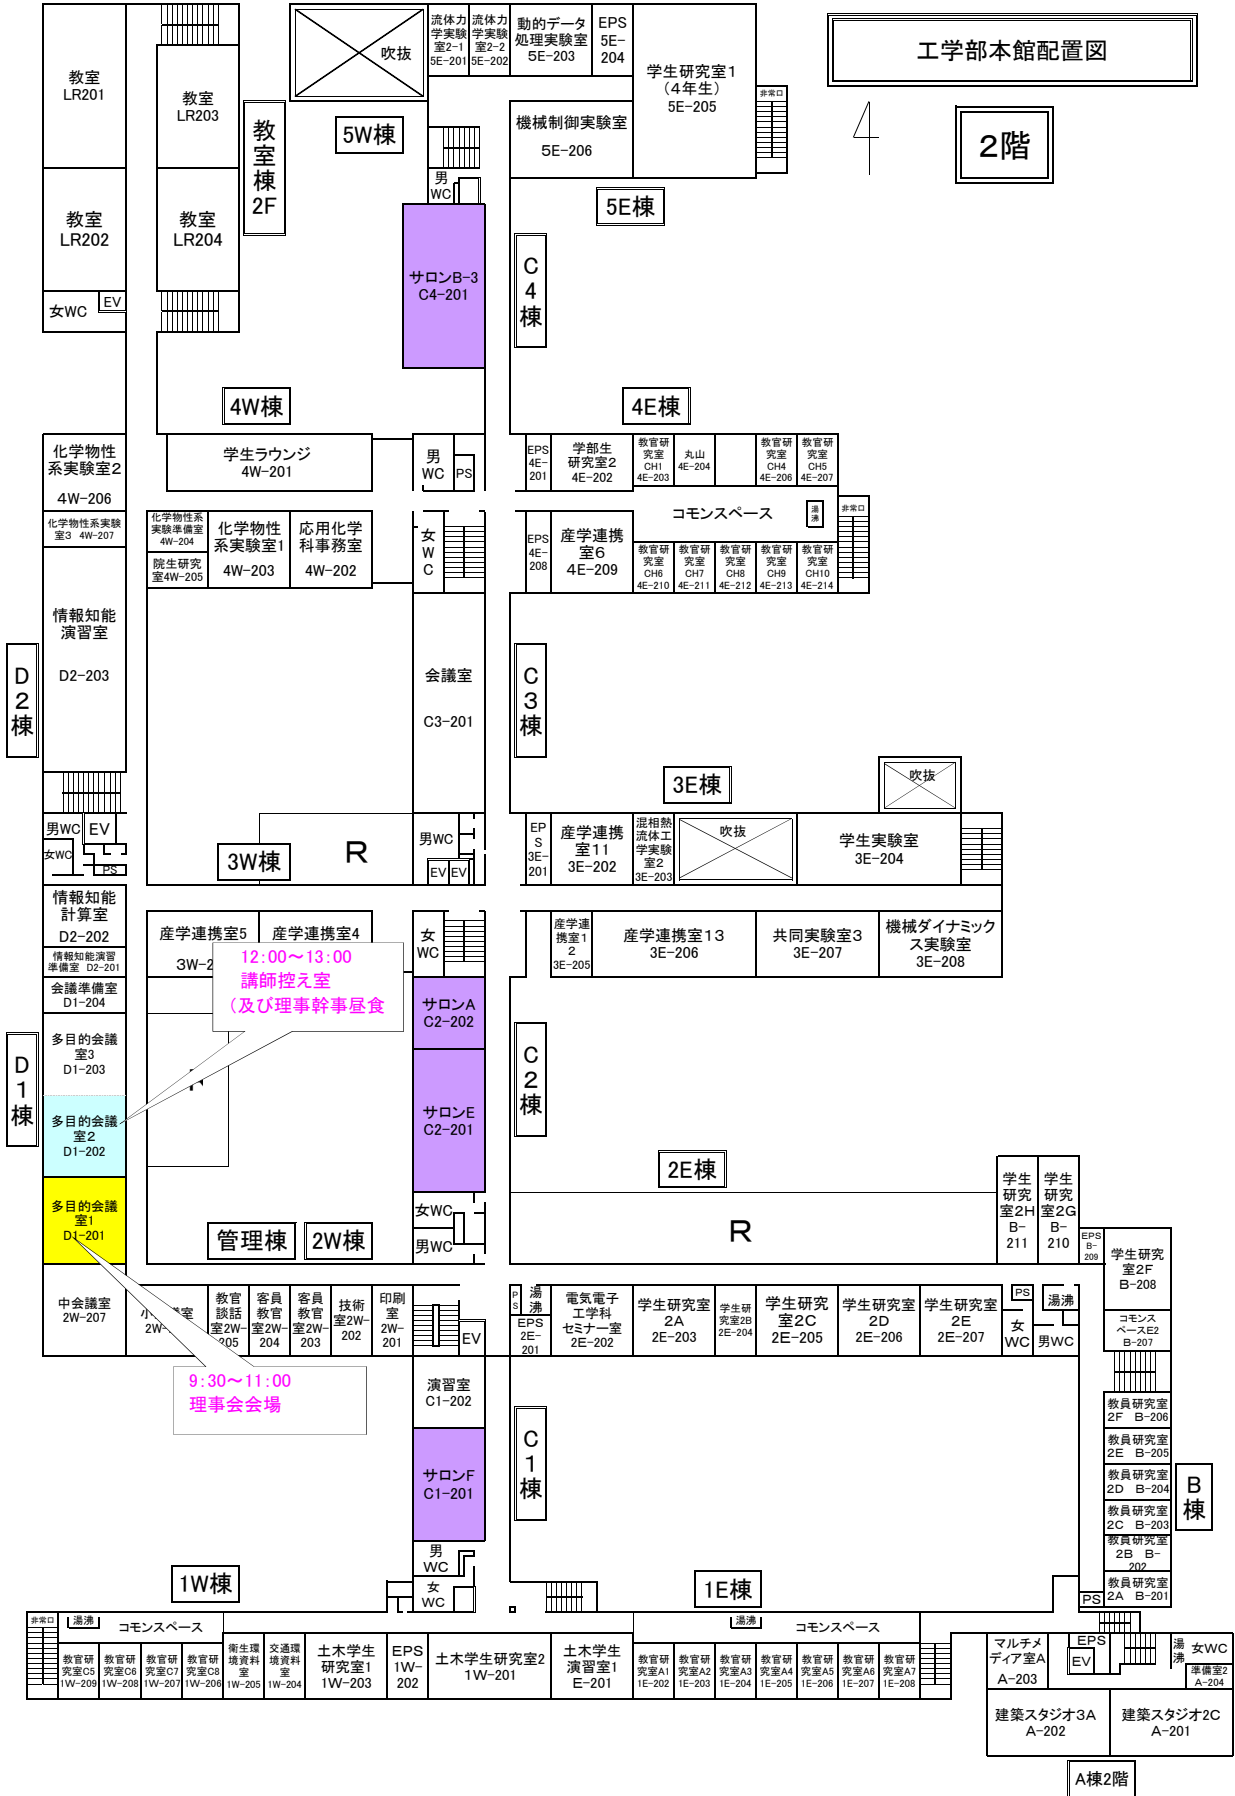 工学部本館配置図
2階
吹抜
流体力
学実験
室2-1
5E-201
流体力
学実験
室2-2
5E-202
動的データ
処理実験室
5E-203
EPS
5E-
204
学生研究室1
(4年生)
5E-205
非常口
機械制御実験室
5E-206
5W棟
5E棟
教室
LR201
教室
LR203
教室棟2F
教室
LR202
教室
LR204
女WC
EV
男
WC
サロンB-3
C4-201
C4棟
4W棟
4E棟
化学物性
系実験室2
4W-206
学生ラウンジ
4W-201
男
WC
PS
EPS
4E-
201
学部生
研究室2
4E-202
教官研
究室
CH1
4E-203
丸山
4E-204
教官研
究室
CH4
4E-206
教官研
究室
CH5
4E-207
コモンスペース
湯
沸
非常口
化学物性系実験
室3 4W-207
化学物性系
実験準備室
4W-204
院生研究
室4W-205
化学物性
系実験室1
4W-203
応用化学
科事務室
4W-202
女
W
C
EPS
4E-
208
産学連携
室6
4E-209
教官研
究室
CH6
4E-210
教官研
究室
CH7
4E-211
教官研
究室
CH8
4E-212
教官研
究室
CH9
4E-213
教官研
究室
CH10
4E-214
情報知能
演習室
D2-203
D2棟
会議室
C3-201
C3棟
3E棟
吹抜
男WC
EV
女WC
PS
3W棟
R
男WC
EV
EV
EP
S
3E-
201
産学連携
室11
3E-202
混相熱
流体工
学実験
室2
3E-203
吹抜
学生実験室
3E-204
情報知能
計算室
D2-202
情報知能演習
準備室 D2-201
産学連携室5
3W-2
産学連携室4
12:00～13:00
講師控え室
(及び理事幹事昼食
女
WC
産学連
携室1
2
3E-205
産学連携室13
3E-206
共同実験室3
3E-207
機械ダイナミック
ス実験室
3E-208
会議準備室
D1-204
サロンA
C2-202
多目的会議
室3
D1-203
D1棟
C2棟
多目的会議
室2
D1-202
サロンE
C2-201
2E棟
多目的会議
室1
D1-201
女WC
男WC
管理棟
2W棟
R
学生
研究
室2H
B-
211
学生
研究
室2G
B-
210
EPS
B-
209
学生研究
室2F
B-208
中会議室
2W-207
室
2W-
教官
談話
室2W-
205
客員
教官
室2W-
204
客員
教官
室2W-
203
技術
室2W-
202
印刷
室
2W-
201
EV
P
S
湯
沸
EPS
2E-
201
電気電子
工学科
セミナー室
2E-202
学生研究室
2A
2E-203
学生研
究室2B
2E-204
学生研究
室2C
2E-205
学生研究室
2D
2E-206
学生研究室
2E
2E-207
PS
女
WC
湯沸
男WC
コモンス
ペースE2
B-207
9:30～11:00
理事会会場
演習室
C1-202
C1棟
サロンF
C1-201
教員研究室
2F B-206
教員研究室
2E B-205
教員研究室
2D B-204
教員研究室
2C B-203
教員研究室
2B B-
202
教員研究室
2A B-201
B棟
男
WC
女
WC
PS
1W棟
1E棟
非常口
湯沸
コモンスペース
湯沸
コモンスペース
教官研
究室C5
1W-209
教官研
究室C6
1W-208
教官研
究室C7
1W-207
教官研
究室C8
1W-206
衛生環
境資料
室
1W-205
交通環
境資料
室
1W-204
土木学生
研究室1
1W-203
EPS
1W-
202
土木学生研究室2
1W-201
土木学生
演習室1
E-201
教官研
究室A1
1E-202
教官研
究室A2
1E-203
教官研
究室A3
1E-204
教官研
究室A4
1E-205
教官研
究室A5
1E-206
教官研
究室A6
1E-207
教官研
究室A7
1E-208
マルチメ
ディア室A
A-203
EPS
EV
湯
沸
女WC
準備室2
A-204
建築スタジオ3A
A-202
建築スタジオ2C
A-201
A棟2階